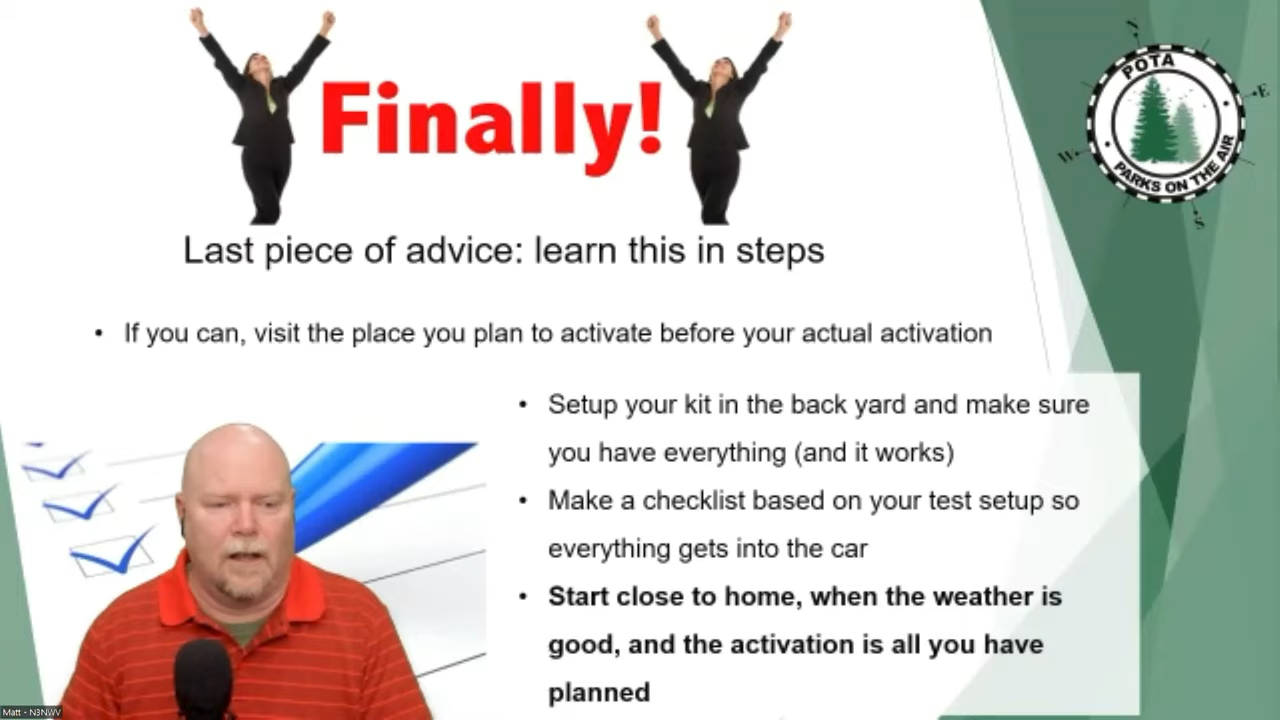 Finally!
N
POTA
E
W
PARKS ON THE AIR
S
Last piece of advice: learn this in steps
• If you can, visit the place you plan to activate before your actual activation
• Setup your kit in the back yard and make sure
you have everything (and it works)
• Make a checklist based on your test setup so
everything gets into the car
• Start close to home, when the weather is
good, and the activation is all you have
planned
Matt - N3NWV